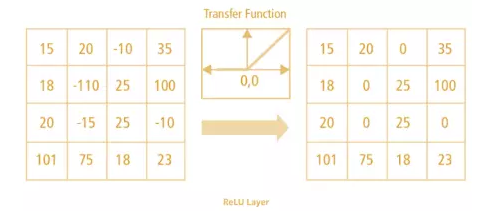 Transfer Function
15 20 -10 35
18 -110 25 100
20 -15 25 -10
101 75 18 23
0,0
15 20 0 35
18 0 25 100
20 0 25 0
101 75 18 23
ReLU Layer